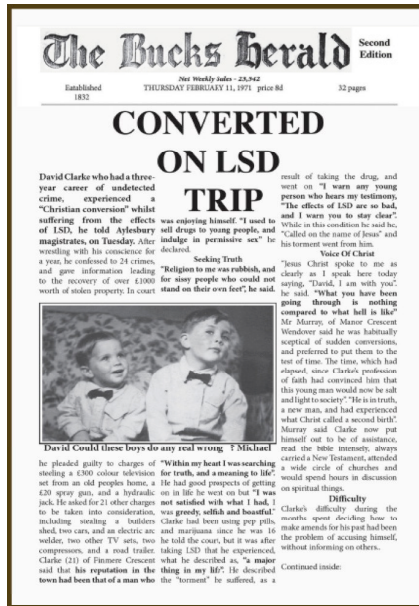 The Bucks Herald
Second
Edition
Net Weekly Sales - 23,342
Eatablished
1832
THURSDAY FEBRUARY 11, 1971 price 8d
32 pages
CONVERTED
ON LSD
TRIP
David Clarke who had a three-
year career of undetected
crime, experienced a
"Christian conversion" whilst
suffering from the effects
of LSD, he told Aylesbury
magistrates, on Tuesday. After
wrestling with his conscience for
a year, he confessed to 24 crimes,
and gave information leading
to the recovery of over £1000
worth of stolen property. In court
was enjoying himself. "I used to
sell drugs to young people, and
indulge in permissive sex" he
declared.
Seeking Truth
"Religion to me was rubbish, and
for sissy people who could not
stand on their own feet", he said.
David Could these boys do any real wrong ? Michael
he pleaded guilty to charges of
steeling a £300 colour television
set from an old peoples home, a
£20 spray gun, and a hydraulic
jack. He asked for 21 other charges
to be taken into consideration,
including stealing a builders
shed, two cars, and an electric arc
welder, two other TV sets, two
compressors, and a road trailer.
Clarke (21) of Finmere Crescent
said that his reputation in the
town had been that of a man who
"Within my heart I was searching
for truth, and a meaning to life".
He had good prospects of getting
on in life he went on but "I was
not satisfied with what I had, I
was greedy, selfish and boastful."
Clarke had been using pep pills,
and marijuana since he was 16
he told the court, but it was after
taking LSD that he experienced,
what he described as, "a major
thing in my life". He described
the "torment" be suffered, as a
result of taking the drug, and
went on "I warn any young
person who hears my testimony,
"The effects of LSD are so bad,
and I warn you to stay clear".
While in this condition he said he,
"Called on the name of Jesus" and
his torment went from him.
Voice Of Christ
"Jesus Christ spoke to me as
clearly as I speak here today
saying, "David, I am with you".
he said. "What you have been
going through is nothing
compared to what hell is like"
Mr Murray, of Manor Crescent
Wendover said he was habitually
sceptical of sudden conversions,
and preferred to put them to the
test of time. The time, which had
elapsed, since Clarke's profession
of faith had convinced him that
this young man would now be salt
and light to society". "He is in truth,
a new man, and had experienced
what Christ called a second birth".
Murray said Clarke now put
himself out to be of assistance,
read the bible intensely, always
carried a New Testament, attended
a wide circle of churches and
would spend hours in discussion
on spiritual things.
Difficulty
Clarke's difficulty during the
months spent deciding how to
make amends for his past had been
the problem of accusing himself,
without informing on others..
Continued inside: